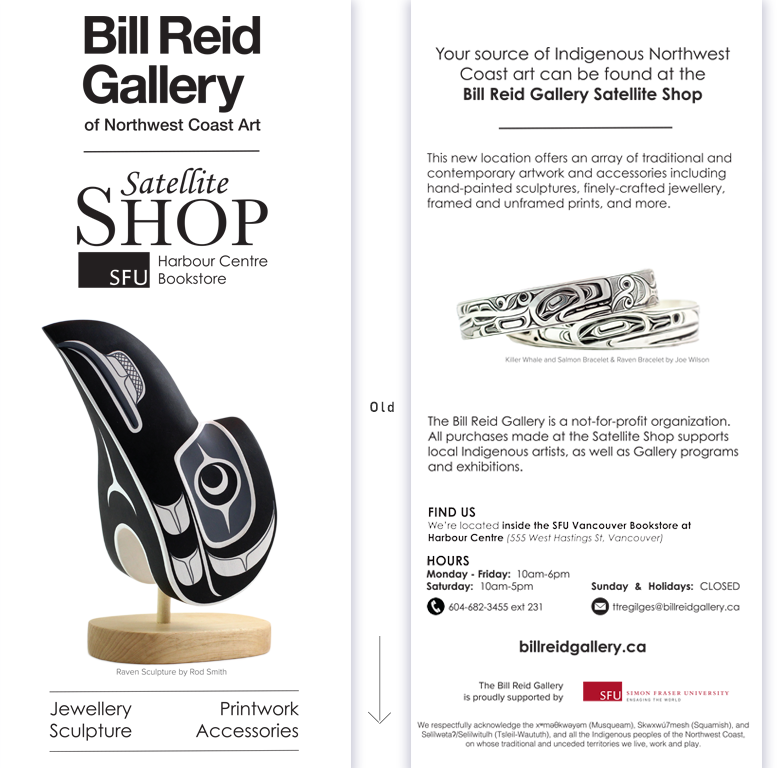 Bill Reid
Gallery
of Northwest Coast Art
Satellite
SHOP
SFU
Harbour Centre
Bookstore
Raven Sculpture by Rod Smith
Jewellery
Printwork
Sculpture
Accessories
Old
Your source of Indigenous Northwest
Coast art can be found at the
Bill Reid Gallery Satellite Shop
This new location offers an array of traditional and
contemporary artwork and accessories including
hand-painted sculptures, finely-crafted jewellery,
framed and unframed prints, and more.
Killer Whale and Salmon Bracelet & Raven Bracelet by Joe Wilson
The Bill Reid Gallery is a not-for-profit organization.
All purchases made at the Satellite Shop supports
local Indigenous artists, as well as Gallery programs
and exhibitions.
FIND US
We're located inside the SFU Vancouver Bookstore at
Harbour Centre (555 West Hastings St, Vancouver)
HOURS
Monday - Friday: 10am-6pm
Saturday: 10am-5pm
Sunday & Holidays: CLOSED
604-682-3455 ext 231
ttregilges@billreidgallery.ca
billreidgallery.ca
The Bill Reid Gallery
is proudly supported by
SFU
SIMON FRASER UNIVERSITY
ENGAGING THE WORLD
We respectfully acknowledge the xʷməθkwəyəm (Musqueam), Skwxwú7mesh (Squamish), and
Səl̓ílwətaʔ/Selilwitulh (Tsleil-Waututh), and all the Indigenous peoples of the Northwest Coast,
on whose traditional and unceded territories we live, work and play.